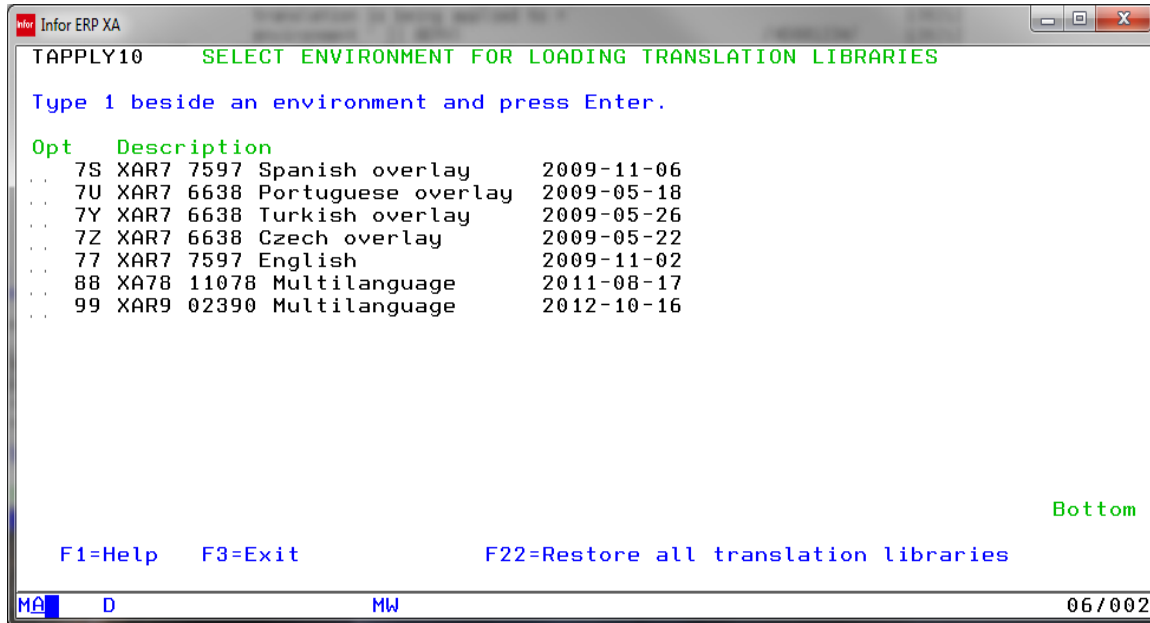 Infor Infor ERP XA
TAPPLY10 SELECT ENVIRONMENT FOR LOADING TRANSLATION LIBRARIES
Type 1 beside an environment and press Enter.
Opt Description
7S XAR7 7597 Spanish overlay 2009-11-06
7U XAR7 6638 Portuguese overlay 2009-05-18
7Y XAR7 6638 Turkish overlay 2009-05-26
7Z XAR7 6638 Czech overlay 2009-05-22
77 XAR7 7597 English 2009-11-02
88 XA78 11078 Multilanguage 2011-08-17
99 XAR9 02390 Multilanguage 2012-10-16
Bottom
F1=Help F3=Exit F22=Restore all translation libraries
MA D MW 06/002